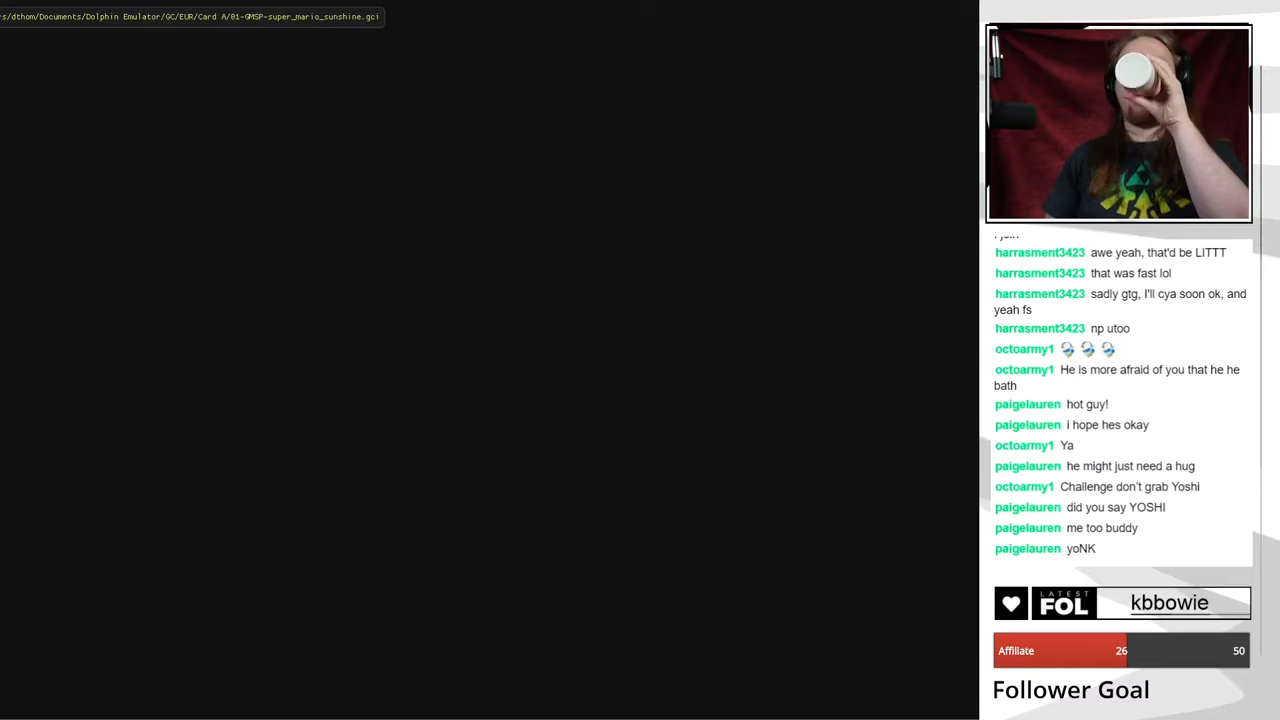 rs/dthom/Documents/Dolphin Emulator/GC/EUR/Card A/01-GMSP-super_mario_sunshine.gci
harrasment3423 awe yeah, that'd be LITTT
harrasment3423 that was fast lol
harrasment3423 sadly gtg, I'll cya soon ok, and
yeah fs
harrasment3423 np utoo
octoarmy1
octoarmy1 He is more afraid of you that he he
bath
paigelauren hot guy!
paigelauren i hope hes okay
octoarmy1 Ya
paigelauren he might just need a hug
octoarmy1 Challenge don't grab Yoshi
paigelauren did you say YOSHI
paigelauren me too buddy
paigelauren yoNK
LATEST
FOL kbbowie
Affiliate 26 50
Follower Goal